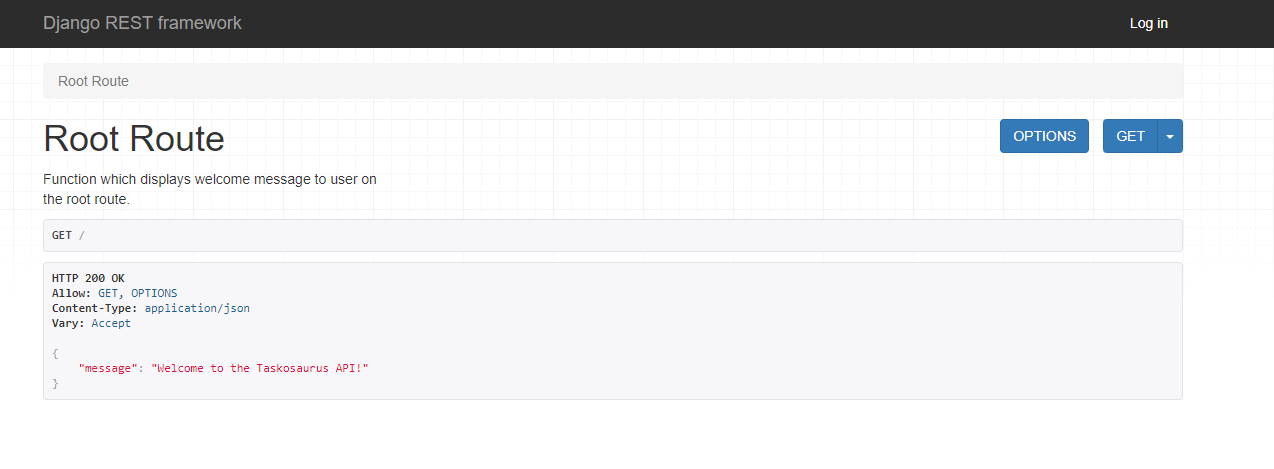 Django REST framework
Log in
Root Route
Root Route
OPTIONS
GET
Function which displays welcome message to user on
the root route.
GET /
HTTP 200 OK
Allow: GET, OPTIONS
Content-Type: application/json
Vary: Accept
{
    "message": "Welcome to the Taskosaurus API!"
}